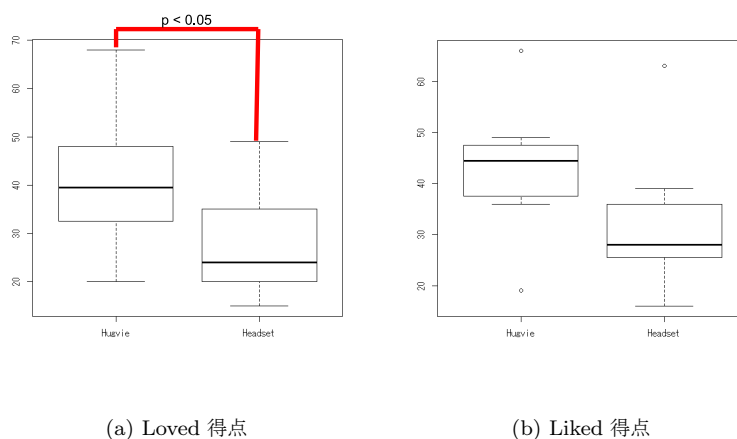 p < 0.05
70
60
50
40
30
20
Hugvie Headset
(a) Loved 得点
60
50
40
30
20
Hugvie Headset
(b) Liked 得点